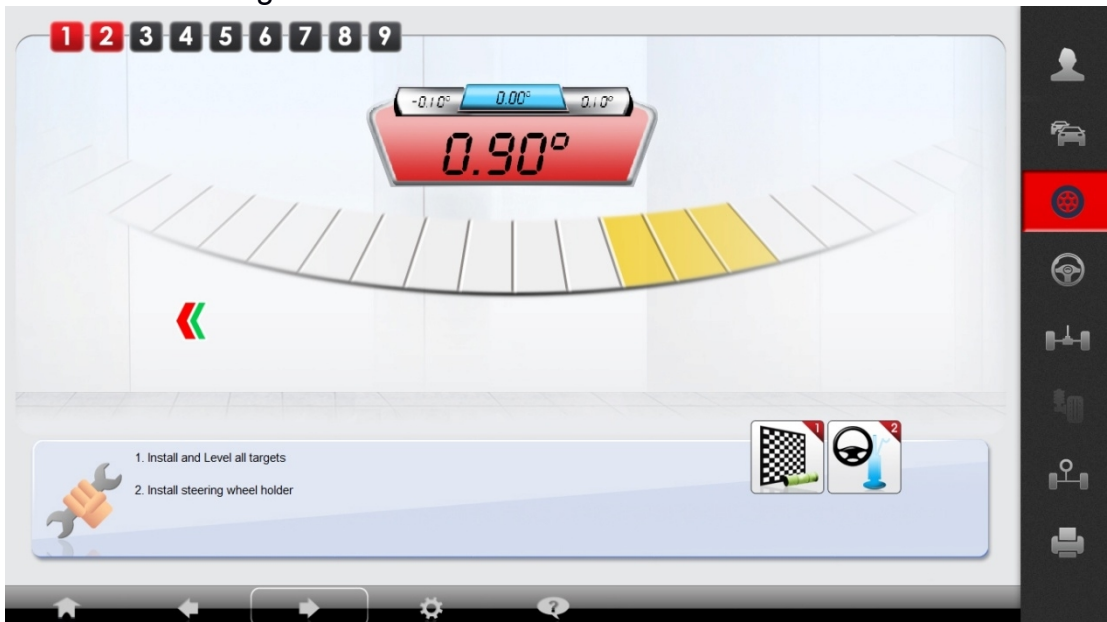 1 2 3 4 5 6 7 8 9
-0.10° 0.00° 0.10°
0.90°
1. Install and Level all targets
2. Install steering wheel holder
1 2
?